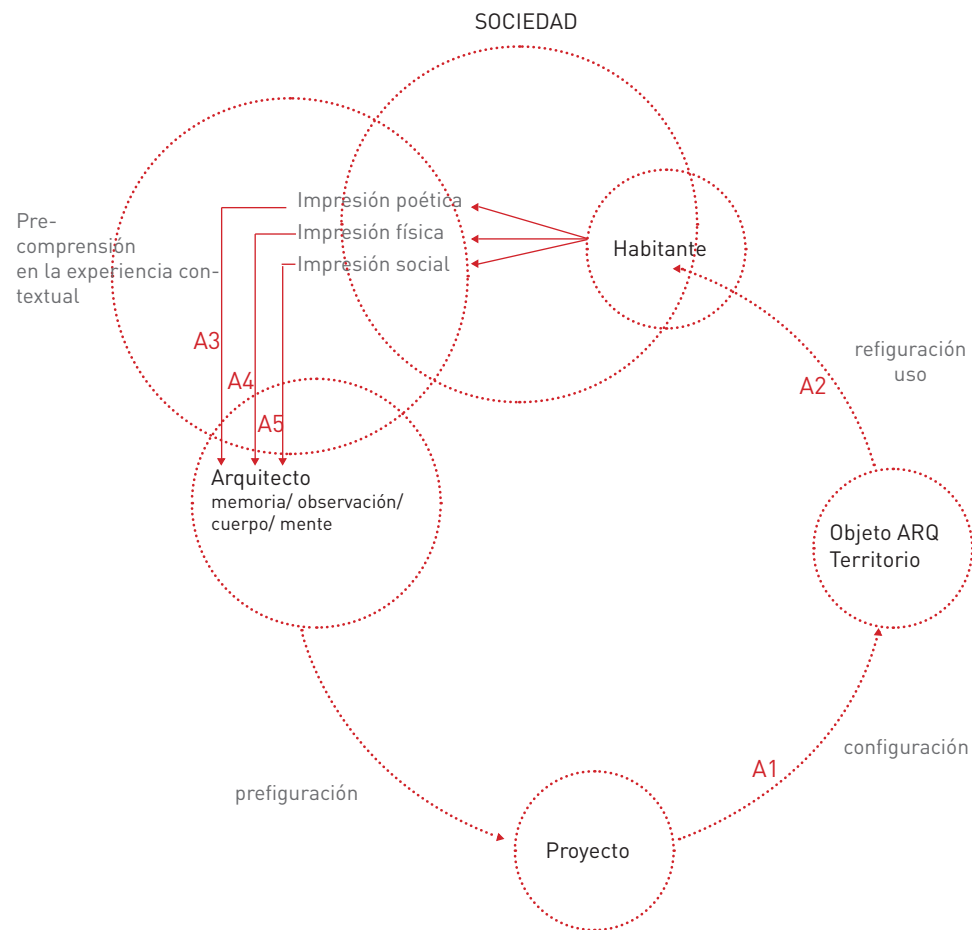 SOCIEDAD
Impresión poética
Impresión física
Impresión social
Pre-
comprensión
en la experiencia con-
textual
Habitante
A3
A4
A5
refiguración
uso
A2
Arquitecto
memoria/ observación/
cuerpo/ mente
Objeto ARQ
Territorio
configuración
A1
prefiguración
Proyecto